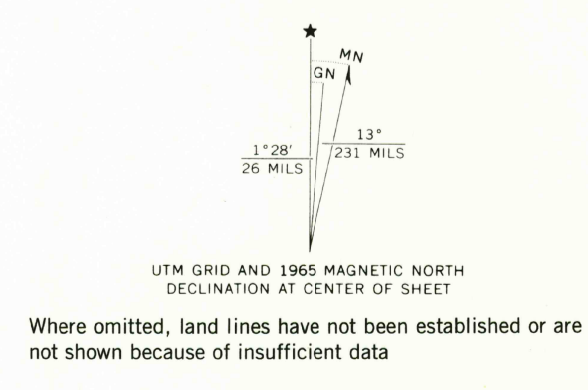 ★
MN
GN
13°
231 MILS
1°28′
26 MILS
UTM GRID AND 1965 MAGNETIC NORTH
DECLINATION AT CENTER OF SHEET
Where omitted, land lines have not been established or are
not shown because of insufficient data